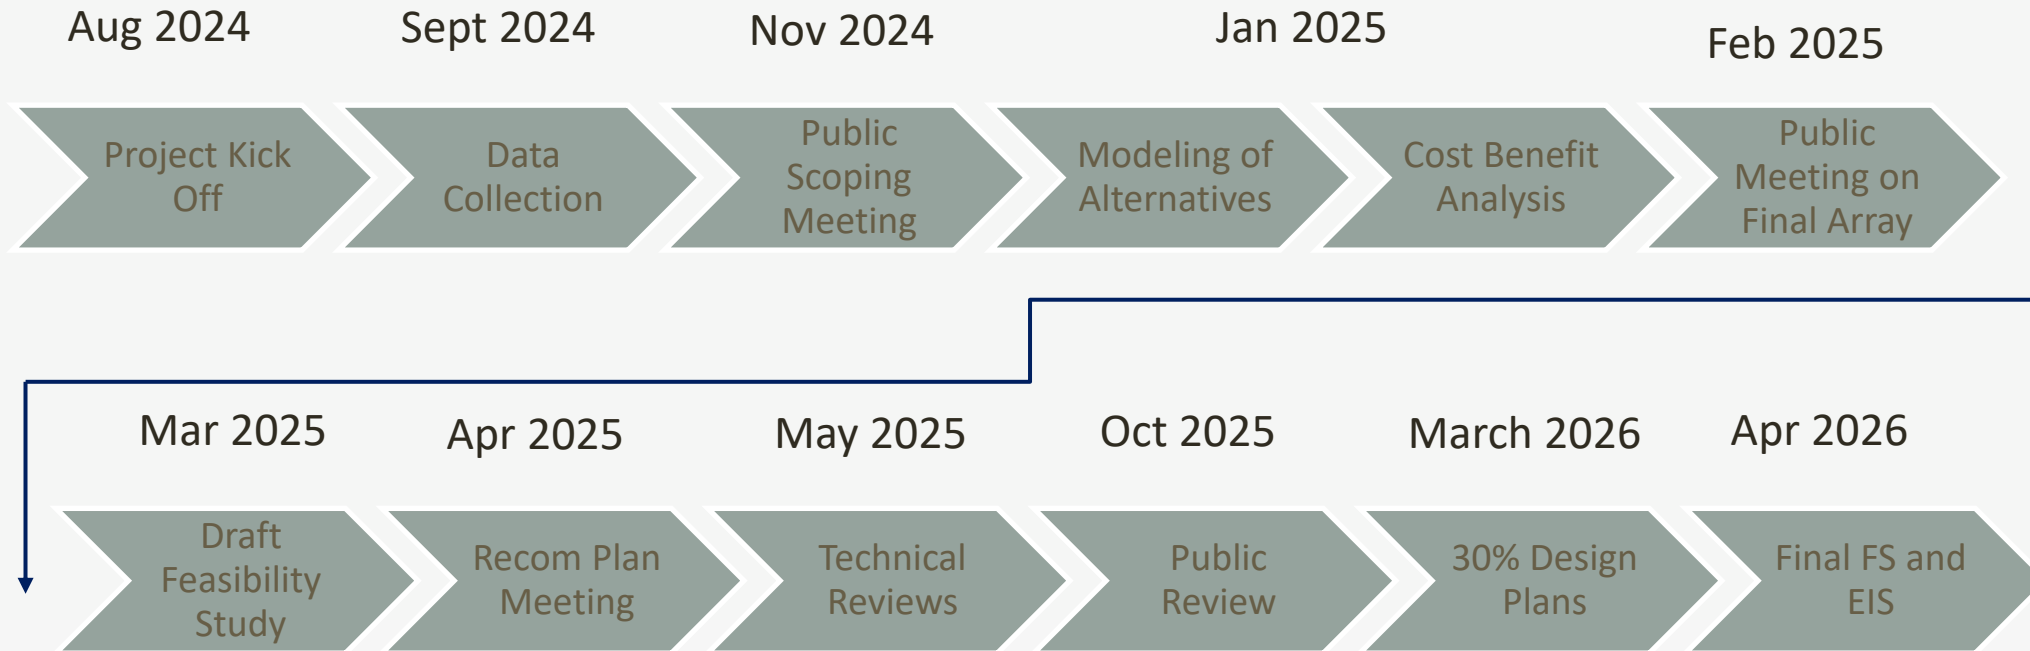 Aug 2024
Sept 2024
Nov 2024
Jan 2025
Feb 2025
Project Kick
Off
Data
Collection
Public
Scoping
Meeting
Modeling of
Alternatives
Cost Benefit
Analysis
Public
Meeting on
Final Array
Mar 2025
Apr 2025
May 2025
Oct 2025
March 2026
Apr 2026
Draft
Feasibility
Study
Recom Plan
Meeting
Technical
Reviews
Public
Review
30% Design
Plans
Final FS and
EIS